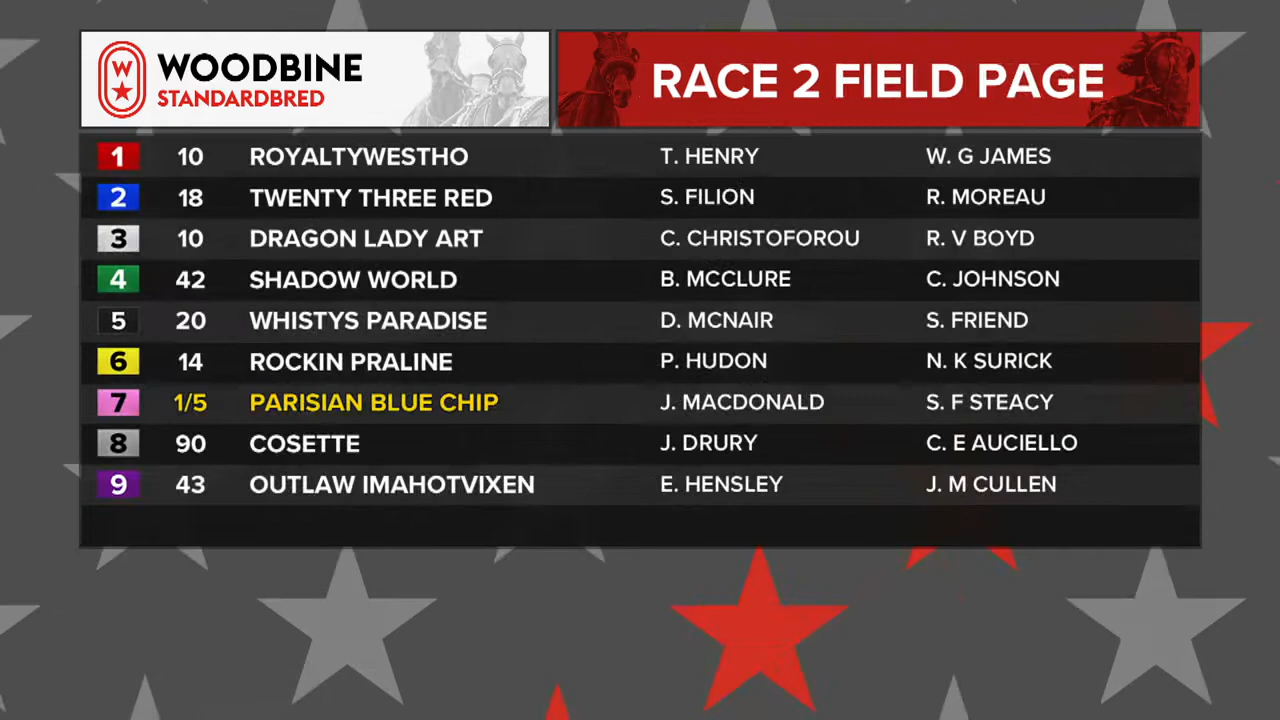 W
WOODBINE
STANDARDBRED
RACE 2 FIELD PAGE
1 10 ROYALTYWESTHO T. HENRY W. G JAMES
2 18 TWENTY THREE RED S. FILION R. MOREAU
3 10 DRAGON LADY ART C. CHRISTOFOROU R. V BOYD
4 42 SHADOW WORLD B. MCCLURE C. JOHNSON
5 20 WHISTYS PARADISE D. MCNAIR S. FRIEND
6 14 ROCKIN PRALINE P. HUDON N. K SURICK
7 1/5 PARISIAN BLUE CHIP J. MACDONALD S. F STEACY
8 90 COSETTE J. DRURY C. E AUCIELLO
9 43 OUTLAW IMAHOTVIXEN E. HENSLEY J. M CULLEN